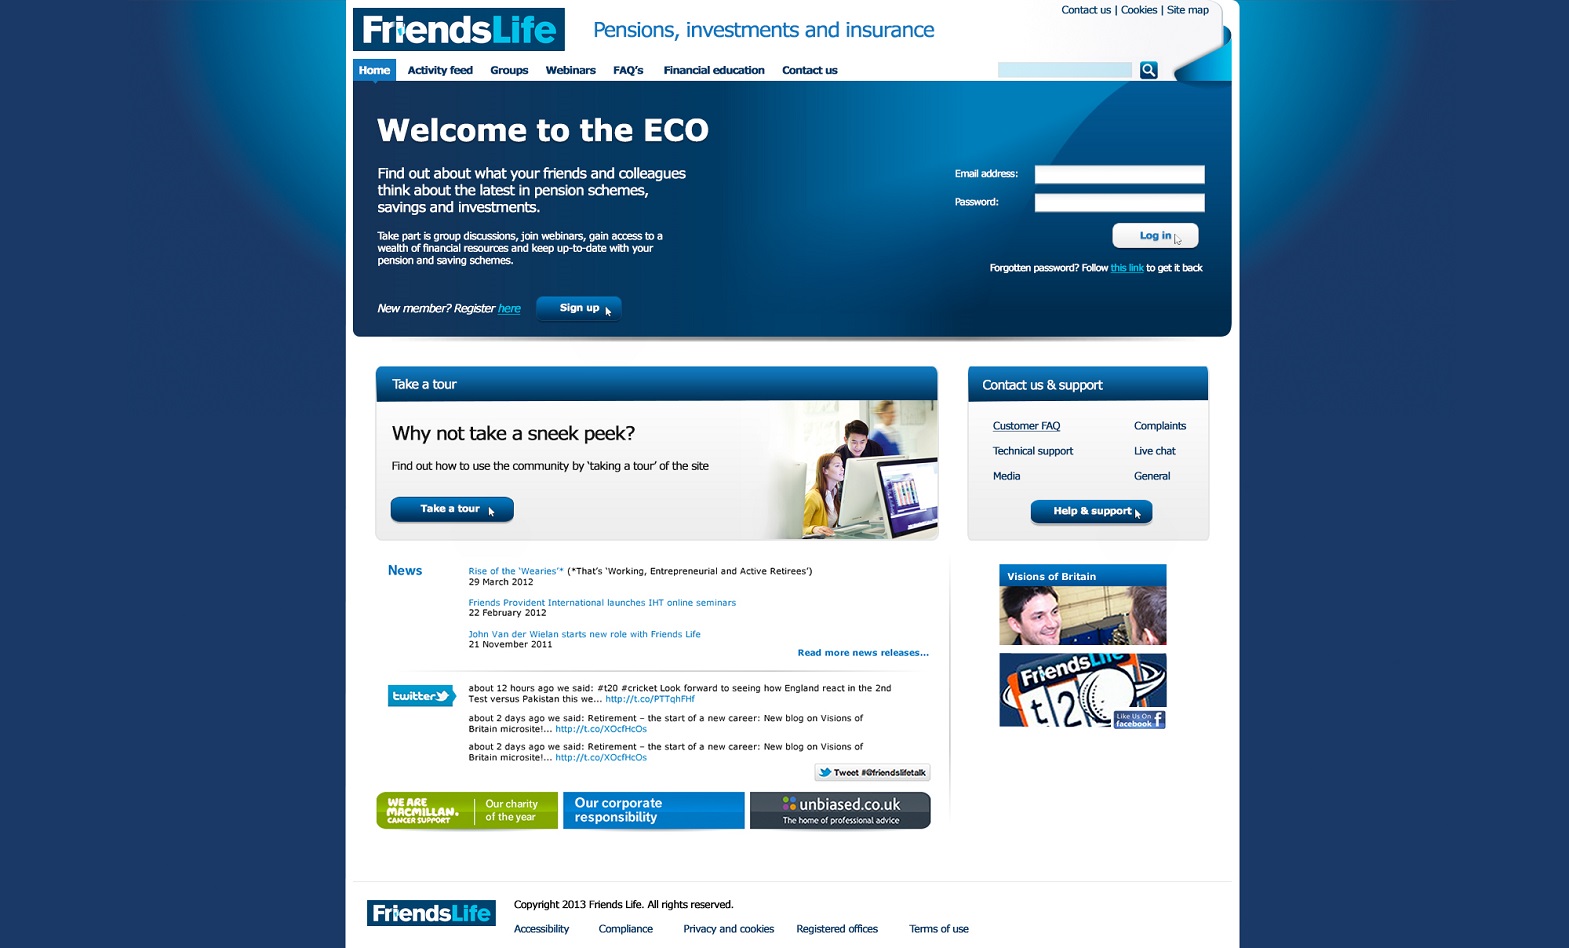 FriendsLife
Pensions, investments and insurance
Contact us | Cookies | Site map
Home
Activity feed
Groups
Webinars
FAQ's
Financial education
Contact us
Welcome to the ECO
Find out about what your friends and colleagues
think about the latest in pension schemes,
savings and investments.
Take part is group discussions, join webinars, gain access to a
wealth of financial resources and keep up-to-date with your
pension and saving schemes.
New member? Register here
Sign up
Email address:
Password:
Log in
Forgotten password? Follow this link to get it back
Take a tour
Why not take a sneek peek?
Find out how to use the community by ‘taking a tour’ of the site
Take a tour
Contact us & support
Customer FAQ
Complaints
Technical support
Live chat
Media
General
Help & support
News
Rise of the ‘Wearies’* (*That’s ‘Working, Entrepreneurial and Active Retirees’)
29 March 2012
Friends Provident International launches IHT online seminars
22 February 2012
John Van der Wielan starts new role with Friends Life
21 November 2011
Read more news releases...
twitter
about 12 hours ago we said: #t20 #cricket Look forward to seeing how England react in the 2nd
Test versus Pakistan this we... http://t.co/PTTqhFHf
about 2 days ago we said: Retirement – the start of a new career: New blog on Visions of
Britain microsite!... http://t.co/XOcfHcOs
about 2 days ago we said: Retirement – the start of a new career: New blog on Visions of
Britain microsite!... http://t.co/XOcfHcOs
Tweet #@friendslifetalk
Visions of Britain
FriendsLife
t20
Like Us On
facebook
WE ARE
MACMILLAN.
CANCER SUPPORT
Our charity
of the year
Our corporate
responsibility
unbiased.co.uk
The home of professional advice
FriendsLife
Copyright 2013 Friends Life. All rights reserved.
Accessibility
Compliance
Privacy and cookies
Registered offices
Terms of use